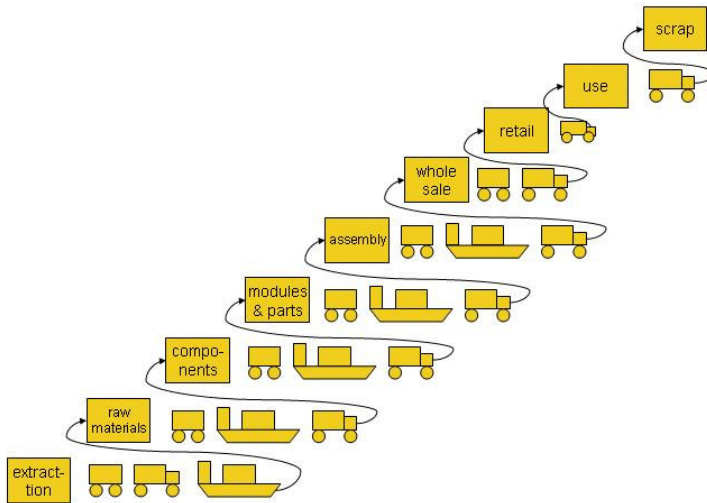 scrap
use
retail
whole
sale
assembly
modules
& parts
compo-
nents
raw
materials
extract-
tion